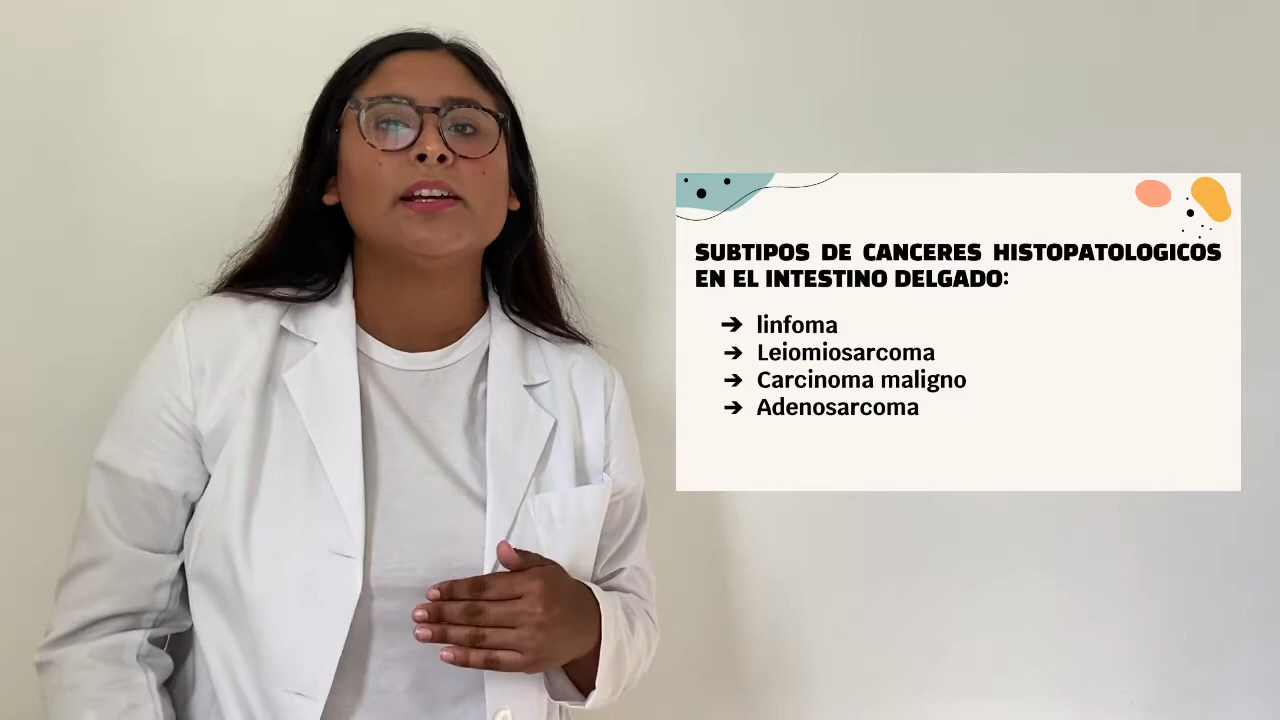 SUBTIPOS DE CANCERES HISTOPATOLOGICOS
EN EL INTESTINO DELGADO:
➔ linfoma
➔ Leiomiosarcoma
➔ Carcinoma maligno
➔ Adenosarcoma